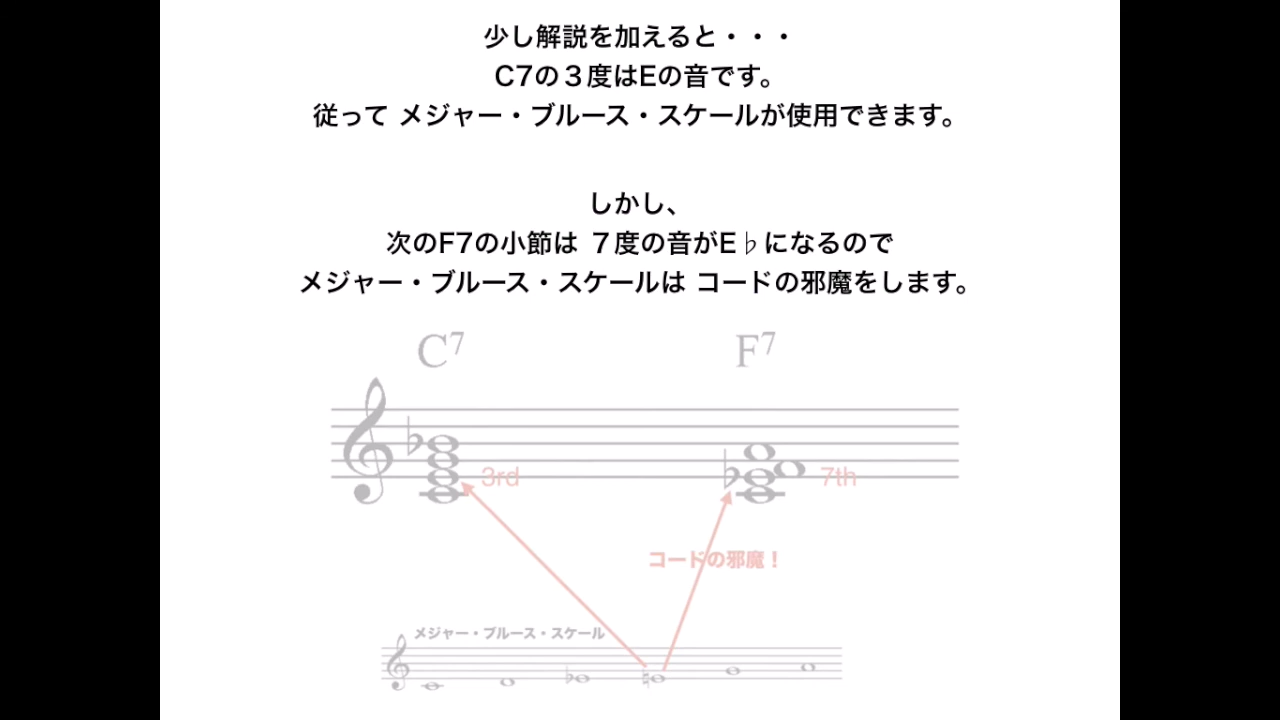 少し解説を加えると・・・
C7の３度はEの音です。
従って メジャー・ブルース・スケールが使用できます。
しかし、
次のF7の小節は ７度の音がE♭になるので
メジャー・ブルース・スケールは コードの邪魔をします。
C7 F7
3rd 7th
コードの邪魔！
メジャー・ブルース・スケール